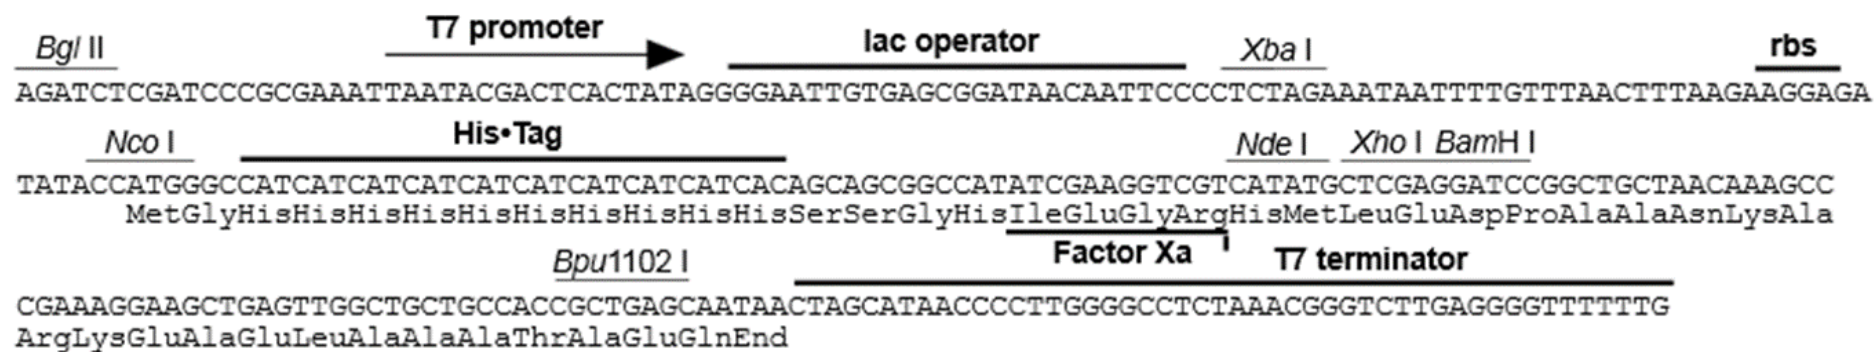 Bgl II T7 promoter lac operator Xba I rbs
AGATCTCGATCCCGCGAAATTAATACGACTCACTATAGGGGAATTGTGAGCGGATAACAATTCCCCTCTAGAAATAATTTTGTTTAACTTTAAGAAGGAGA
Nco I His•Tag Nde I Xho I BamH I
TATACCATGGGCCATCATCATCATCATCATCATCATCATCACAGCAGCGGCCATATCGAAGGTCGTCATATGCTCGAGGATCCGGCTGCTAACAAAGCC
MetGlyHisHisHisHisHisHisHisHisHisHisSerSerGlyHisIleGluGlyArgHisMetLeuGluAspProAlaAlaAsnLysAla
Bpu1102 I Factor Xa T7 terminator
CGAAAGGAAGCTGAGTTGGCTGCTGCCACCGCTGAGCAATAACTAGCATAACCCCTTGGGGCCTCTAAACGGGTCTTGAGGGGTTTTTTG
ArgLysGluAlaGluLeuAlaAlaAlaThrAlaGluGlnEnd